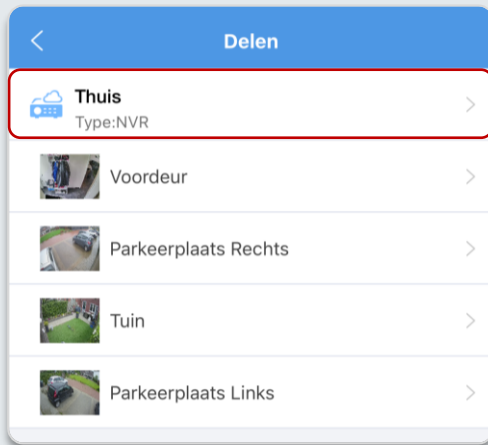 Delen
Thuis
Type:NVR
Voordeur
Parkeerplaats Rechts
Tuin
Parkeerplaats Links